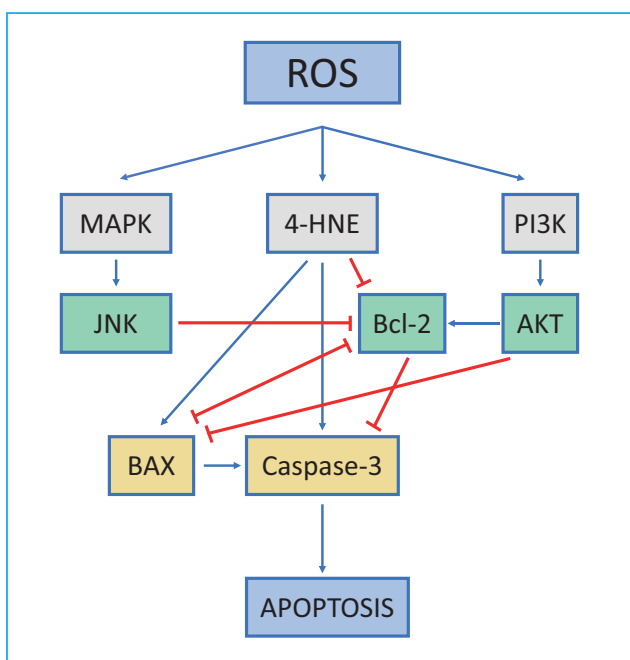 ROS
MAPK
4-HNE
PI3K
JNK
Bcl-2
AKT
BAX
Caspase-3
APOPTOSIS